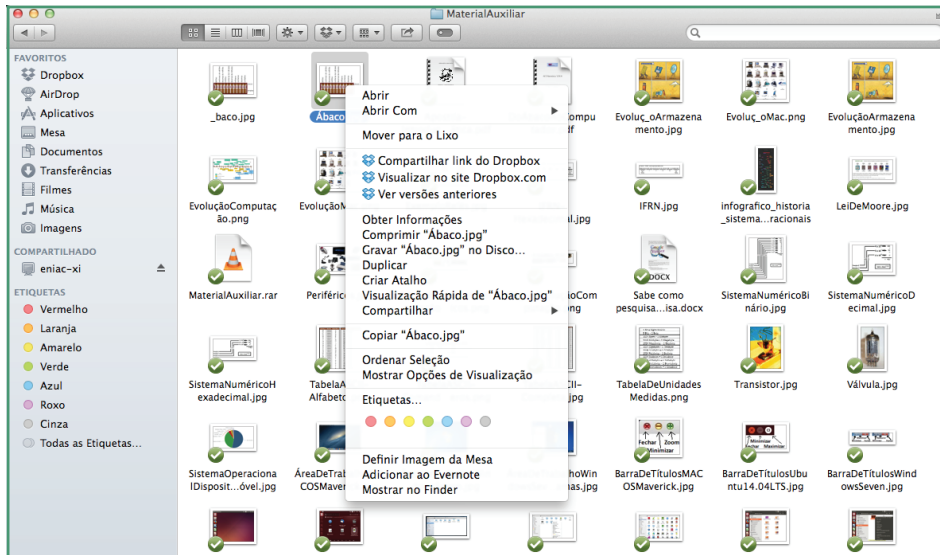 MaterialAuxiliar
FAVORITOS
Dropbox
AirDrop
Aplicativos
Mesa
Documentos
Transferências
Filmes
Música
Imagens
COMPARTILHADO
eniac-xi
ETIQUETAS
Vermelho
Laranja
Amarelo
Verde
Azul
Roxo
Cinza
Todas as Etiquetas...
_baco.jpg
Ábaco
Evoluç_oArmazena
mento.jpg
Evoluç_oMac.png
EvoluçãoArmazena
mento.jpg
EvoluçãoComputaç
ão.png
IFRN.jpg
infografico_historia
_sistema...racionais
LeiDeMoore.jpg
MaterialAuxiliar.rar
Sabe como
pesquisa...isa.docx
SistemaNuméricoBi
nário.jpg
SistemaNuméricoD
ecimal.jpg
SistemaNuméricoH
exadecimal.jpg
TabelaDeUnidades
Medidas.png
Transistor.jpg
Válvula.jpg
SistemaOperaciona
lDisposit...óvel.jpg
BarraDeTítulosMAC
OSMaverick.jpg
BarraDeTítulosUbu
ntu14.04LTS.jpg
BarraDeTítulosWind
owsSeven.jpg
Abrir
Abrir Com
Mover para o Lixo
Compartilhar link do Dropbox
Visualizar no site Dropbox.com
Ver versões anteriores
Obter Informações
Comprimir "Ábaco.jpg"
Gravar "Ábaco.jpg" no Disco...
Duplicar
Criar Atalho
Visualização Rápida de "Ábaco.jpg"
Compartilhar
Copiar "Ábaco.jpg"
Ordenar Seleção
Mostrar Opções de Visualização
Etiquetas...
Definir Imagem da Mesa
Adicionar ao Evernote
Mostrar no Finder